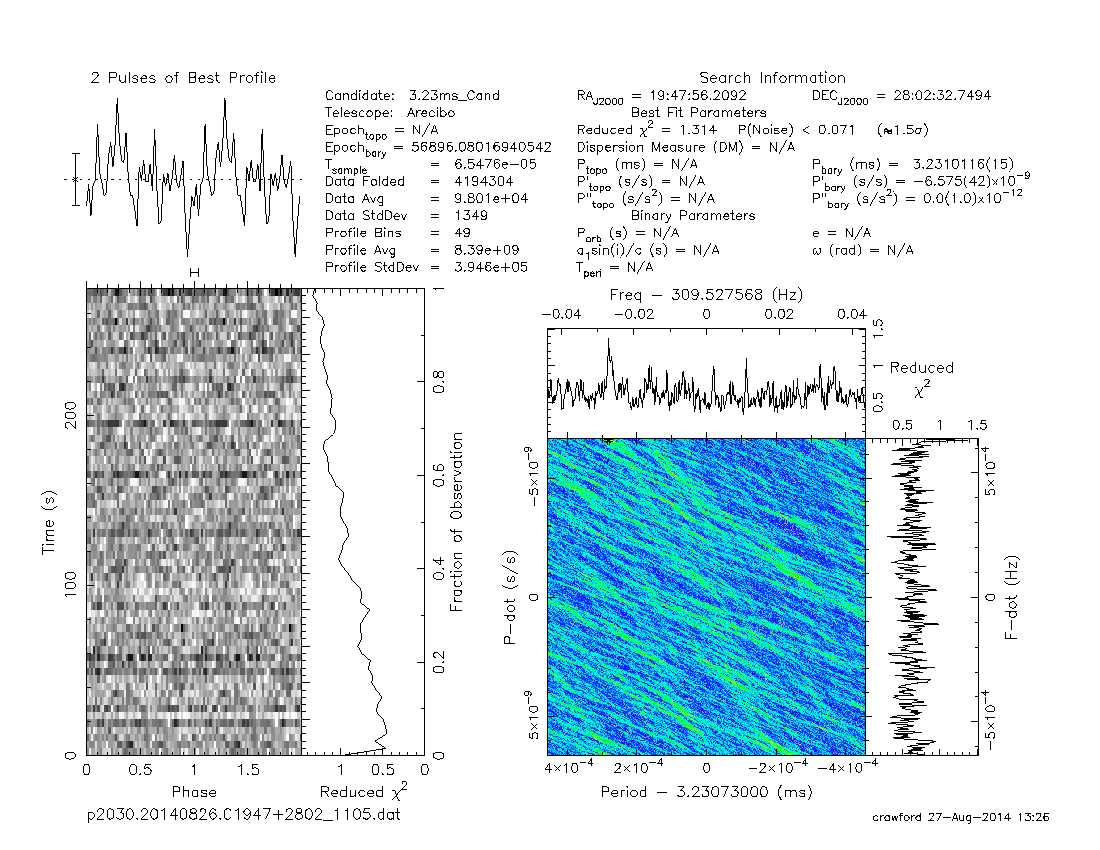 2 Pulses of Best Profile
Candidate: 3.23ms_Cand
Telescope: Arecibo
Epoch_topo = N/A
Epoch_bary = 56896.08016940542
T_sample = 6.5476e−05
Data Folded = 4194304
Data Avg = 9.801e+04
Data StdDev = 1349
Profile Bins = 49
Profile Avg = 8.39e+09
Profile StdDev = 3.946e+05
Search Information
RA_J2000 = 19:47:56.2092 DEC_J2000 = 28:02:32.7494
Best Fit Parameters
Reduced χ² = 1.314 P(Noise) < 0.071 (≈1.5σ)
Dispersion Measure (DM) = N/A
P_topo (ms) = N/A P_bary (ms) = 3.2310116(15)
P'_topo (s/s) = N/A P'_bary (s/s) = −6.575(42)×10⁻⁹
P''_topo (s/s²) = N/A P''_bary (s/s²) = 0.0(1.0)×10⁻¹²
Binary Parameters
P_orb (s) = N/A e = N/A
a₁sin(i)/c (s) = N/A ω (rad) = N/A
T_peri = N/A
Freq − 309.527568 (Hz)
−0.04 −0.02 0 0.02 0.04
0.5 1 1.5
Reduced
χ²
0.5 1 1.5
Time (s)
0 100 200
0 0.5 1 1.5
Phase
1 0.5 0
Reduced χ²
0 0.2 0.4 0.6 0.8 1
Fraction of Observation
P−dot (s/s)
−5×10⁻⁹ 0 5×10⁻⁹
5×10⁻⁴ 0 −5×10⁻⁴
F−dot (Hz)
4×10⁻⁴ 2×10⁻⁴ 0 −2×10⁻⁴ −4×10⁻⁴
Period − 3.23073000 (ms)
p2030.20140826.C1947+2802_1105.dat
crawford 27−Aug−2014 13:26